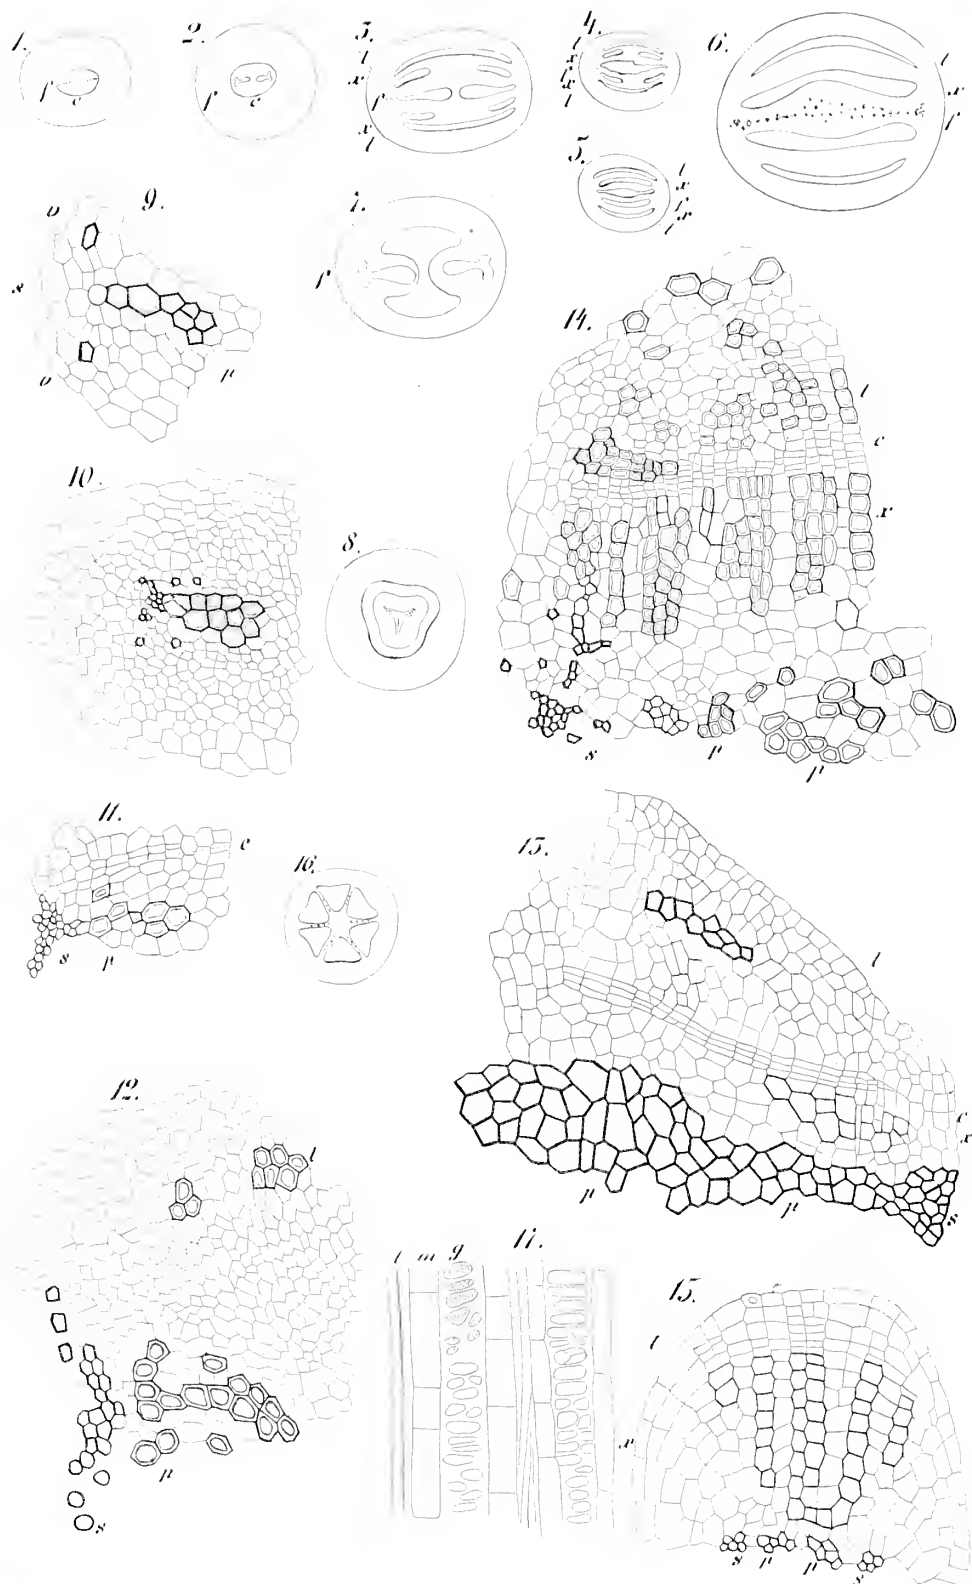 1.
f
c
2.
f
c
3.
l
x
f
x
l
4.
l
x
f
x
l
5.
l
x
f
x
l
6.
l
x
f
7.
f
8.
9.
v
s
v
p
10.
11.
c
s
p
12.
l
p
s
13.
l
c
x
p
p
s
14.
l
c
x
s
p
p
16.
t m g 17.
15.
l
x
s p p s